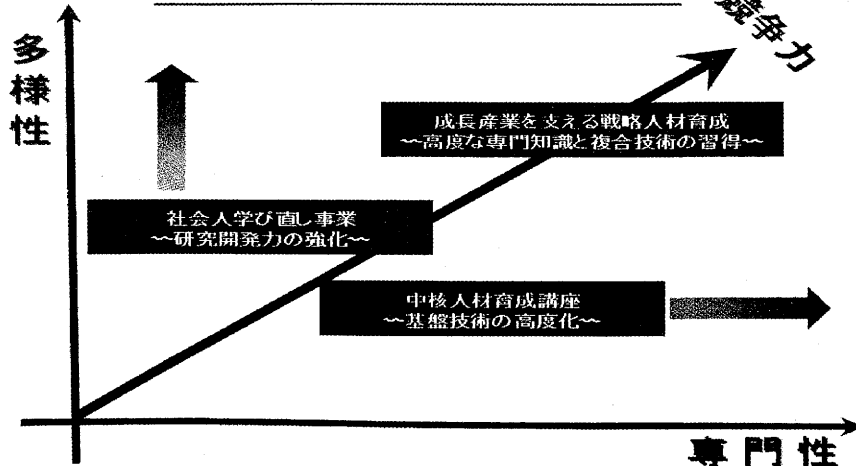 競争力
多様性
成長産業を支える戦略人材育成
~高度な専門知識と複合技術の習得~
社会人学び直し事業
~研究開発力の強化~
中核人材育成講座
~基盤技術の高度化~
専門性